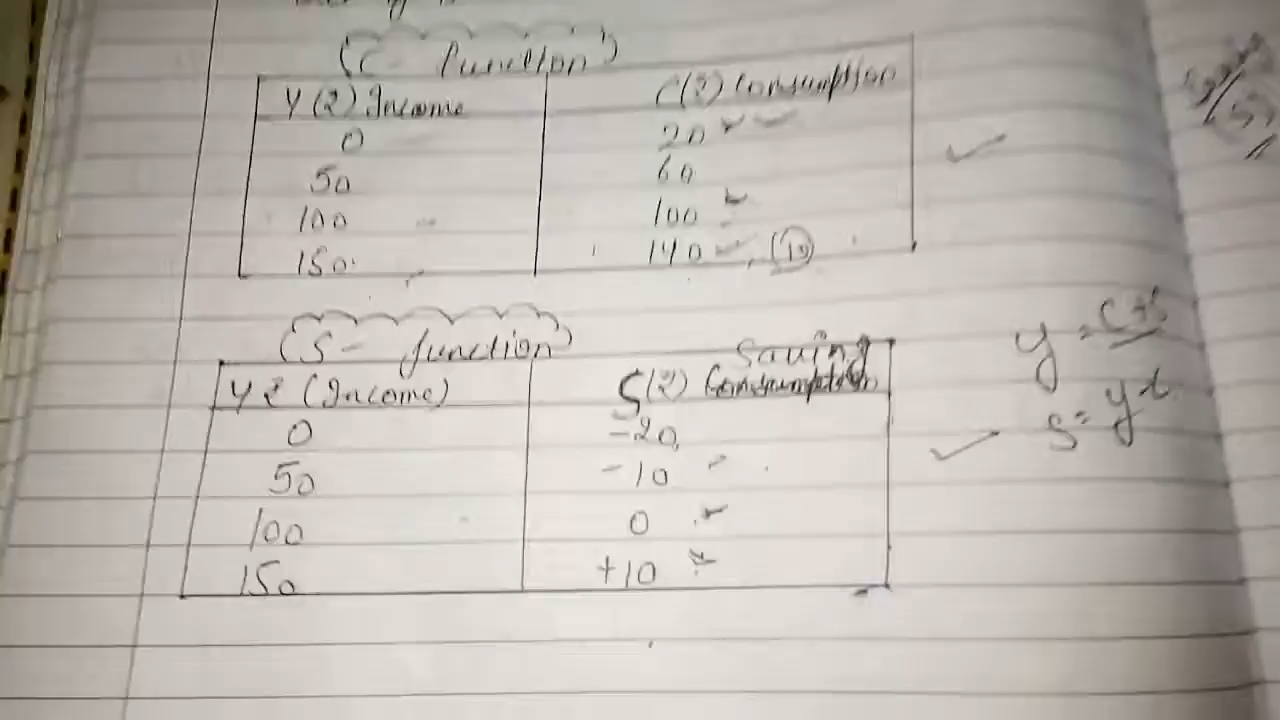 (C- Function)
Y (₹) Income C(₹) Consumption
0 20
50 60
100 100
150 140 (10)
y = C+S
(S- function)
Saving
Y ₹ (Income) S(₹) Consumption
S = y-c
0 -20
50 -10
100 0
150 +10